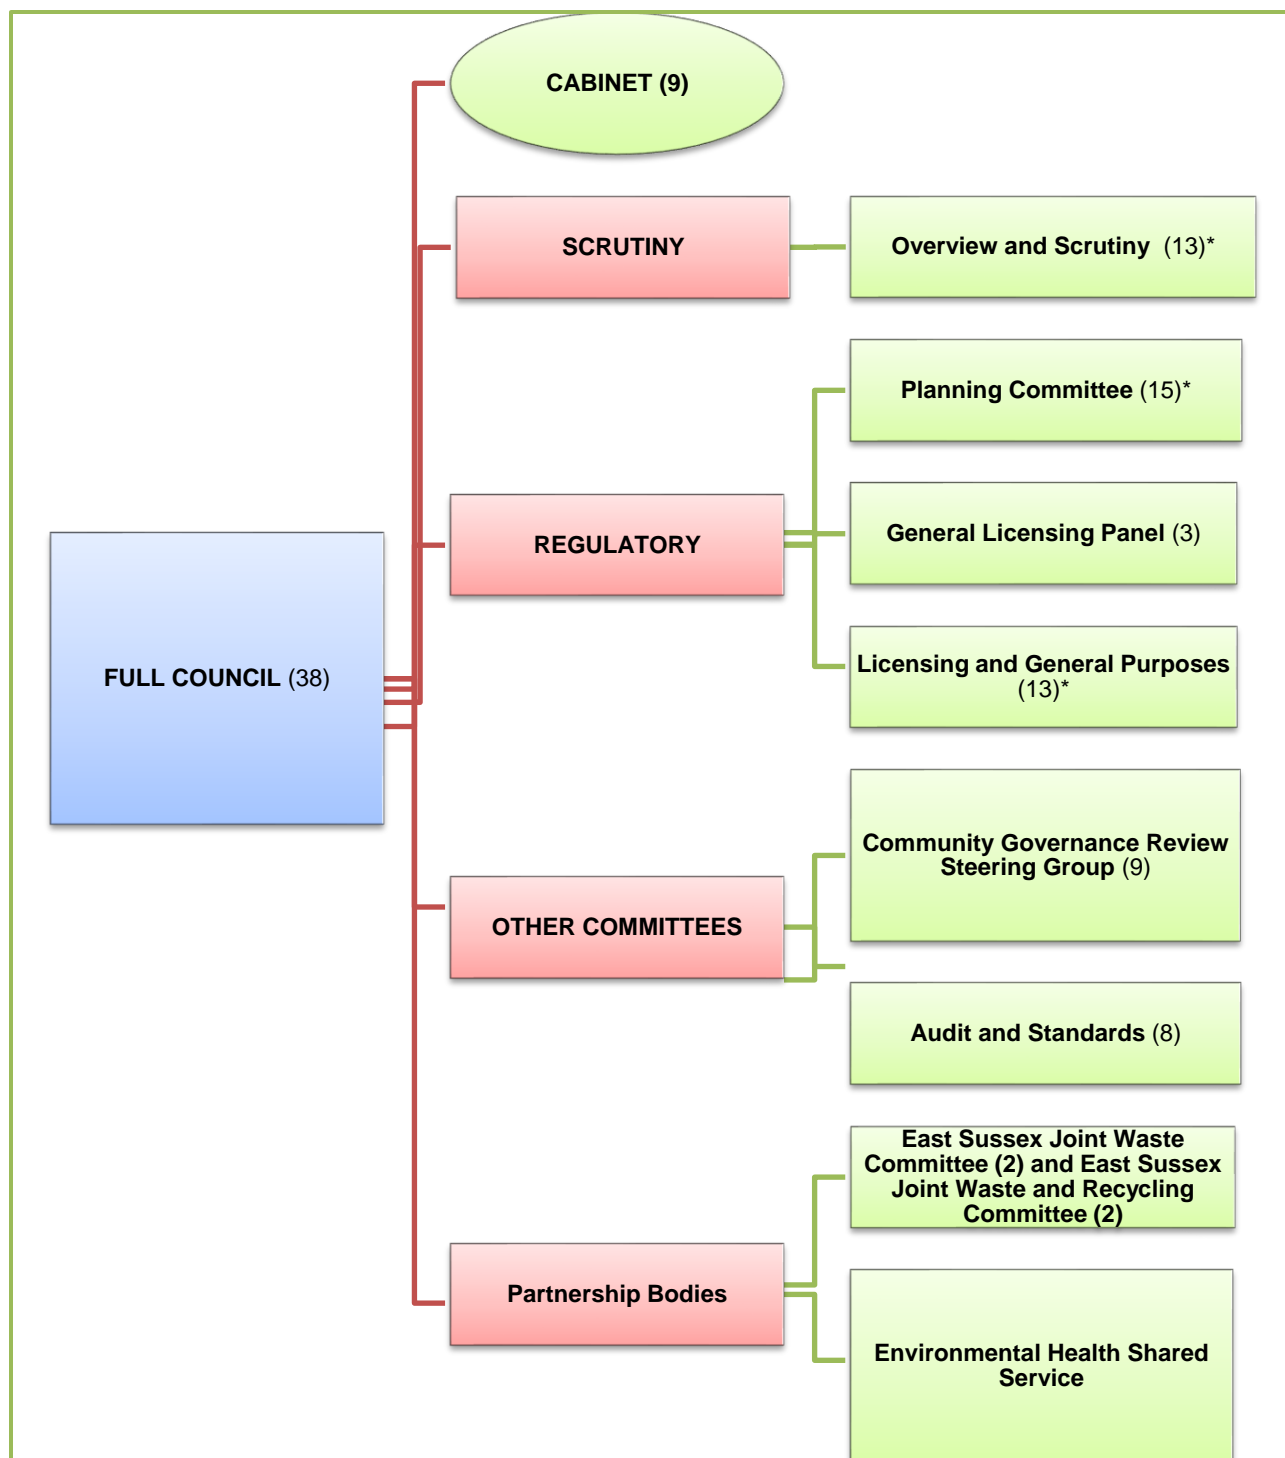 CABINET (9)
SCRUTINY
Overview and Scrutiny (13)*
Planning Committee (15)*
REGULATORY
General Licensing Panel (3)
Licensing and General Purposes
(13)*
FULL COUNCIL (38)
Community Governance Review
Steering Group (9)
OTHER COMMITTEES
Audit and Standards (8)
East Sussex Joint Waste
Committee (2) and East Sussex
Joint Waste and Recycling
Committee (2)
Partnership Bodies
Environmental Health Shared
Service